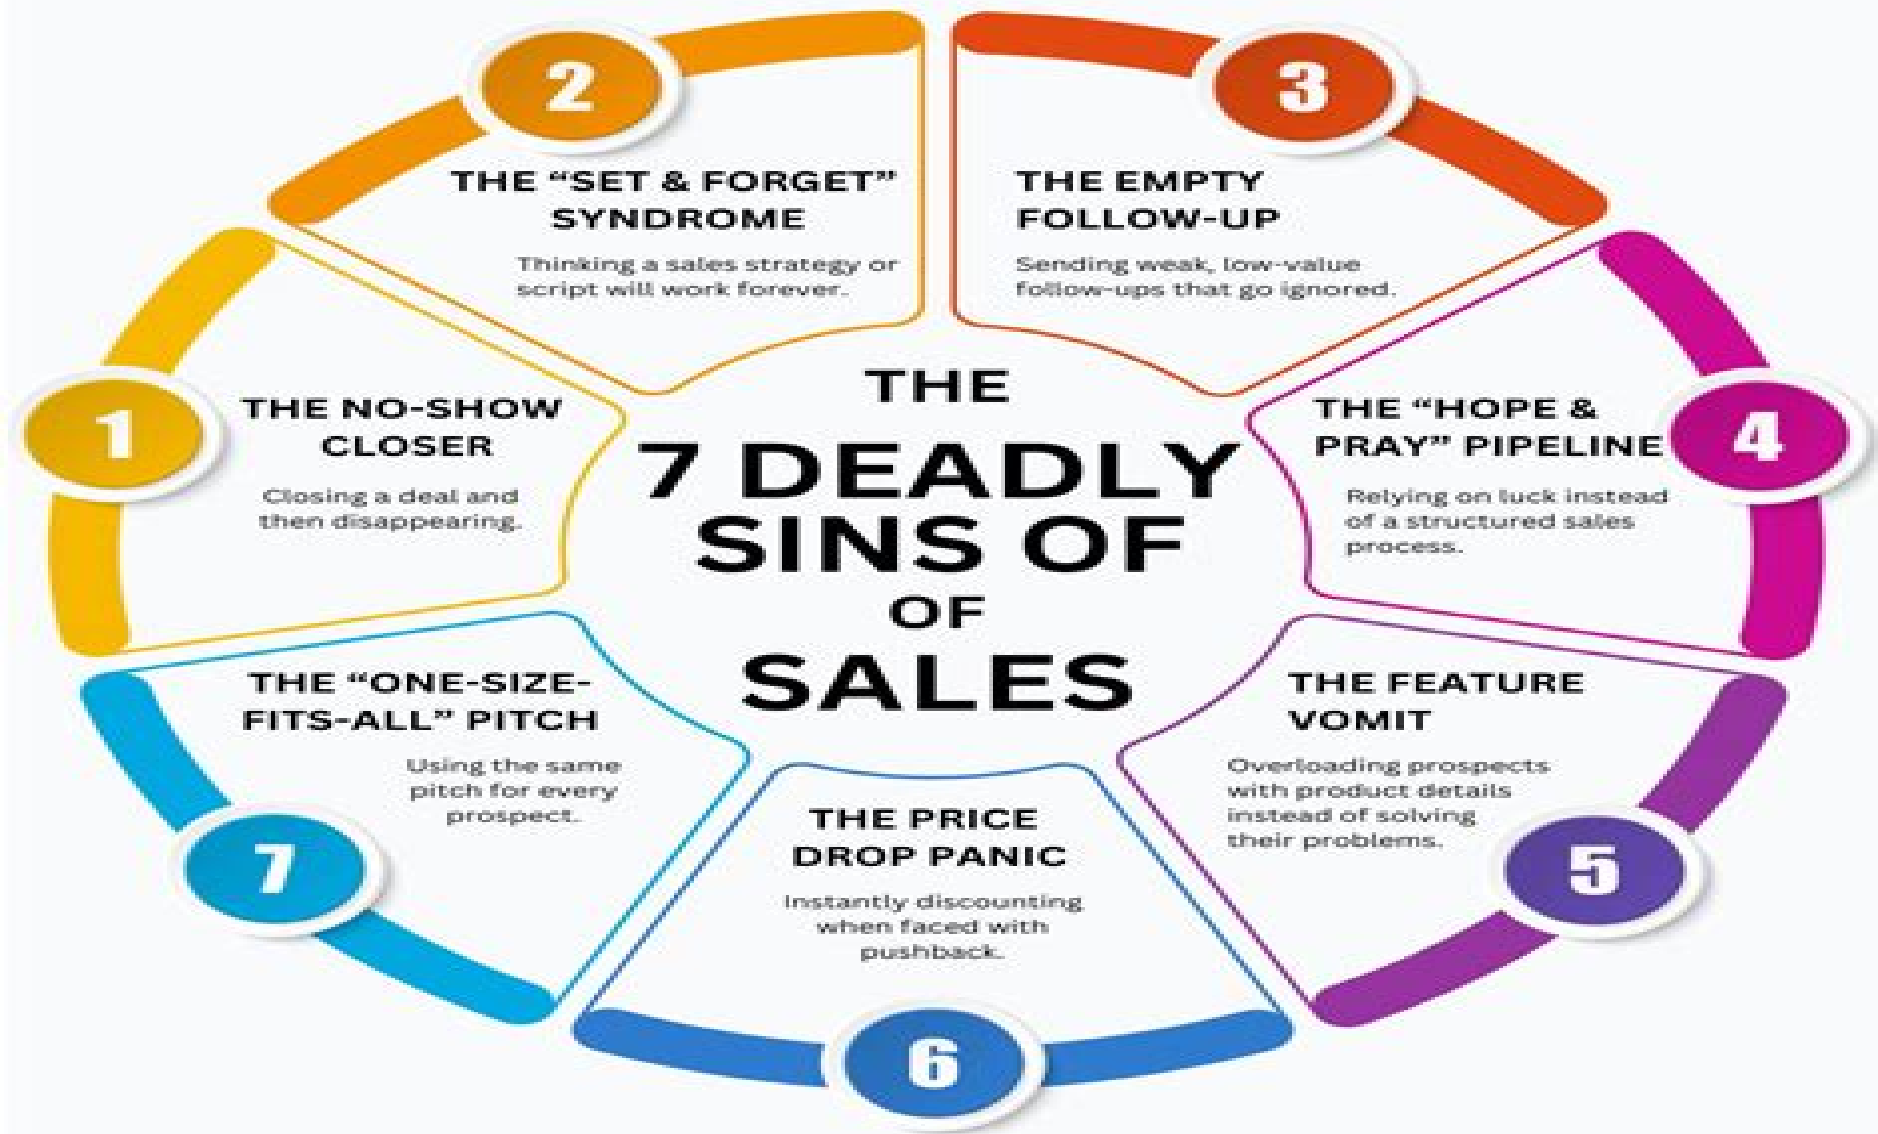 THE
7 DEADLY
SINS OF
OF
SALES
1
THE NO-SHOW
CLOSER
Closing a deal and
then disappearing.
2
THE “SET & FORGET”
SYNDROME
Thinking a sales strategy or
script will work forever.
3
THE EMPTY
FOLLOW-UP
Sending weak, low-value
follow-ups that go ignored.
4
THE “HOPE &
PRAY” PIPELINE
Relying on luck instead
of a structured sales
process.
5
THE FEATURE
VOMIT
Overloading prospects
with product details
instead of solving
their problems.
6
THE PRICE
DROP PANIC
Instantly discounting
when faced with
pushback.
7
THE “ONE-SIZE-
FITS-ALL” PITCH
Using the same
pitch for every
prospect.